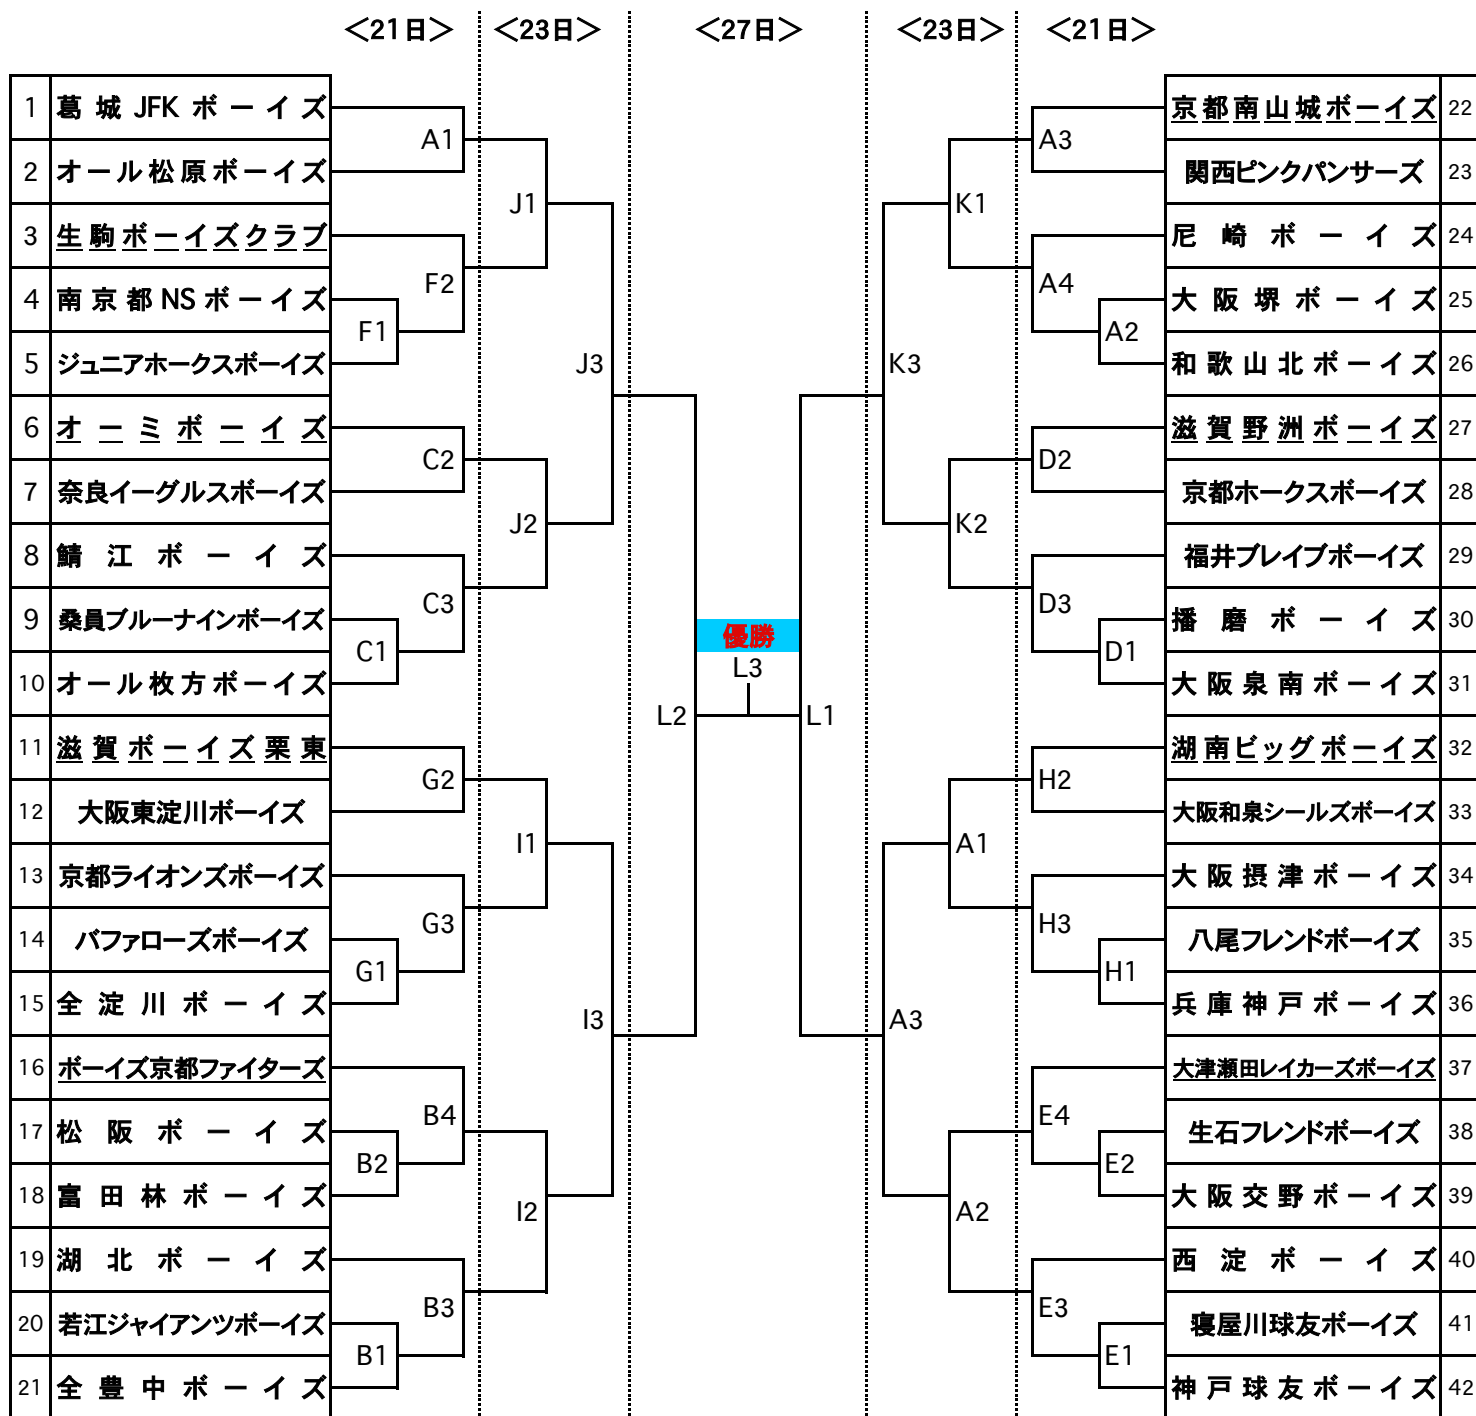 <21日> <23日> <27日> <23日> <21日>
1 葛城JFKボーイズ
2 オール松原ボーイズ
3 生駒ボーイズクラブ
4 南京都NSボーイズ
5 ジュニアホークスボーイズ
6 オーミボーイズ
7 奈良イーグルスボーイズ
8 鯖江ボーイズ
9 桑員ブルーナインボーイズ
10 オール枚方ボーイズ
11 滋賀ボーイズ栗東
12 大阪東淀川ボーイズ
13 京都ライオンズボーイズ
14 バファローズボーイズ
15 全淀川ボーイズ
16 ボーイズ京都ファイターズ
17 松阪ボーイズ
18 富田林ボーイズ
19 湖北ボーイズ
20 若江ジャイアンツボーイズ
21 全豊中ボーイズ
A1
F2
F1
C2
C3
C1
G2
G3
G1
B4
B2
B3
B1
J1
J2
I1
I2
J3
I3
L2
優勝
L3
L1
K3
A3
K1
K2
A1
A2
A3
A4
A2
D2
D3
D1
H2
H3
H1
E4
E2
E3
E1
京都南山城ボーイズ 22
関西ピンクパンサーズ 23
尼崎ボーイズ 24
大阪堺ボーイズ 25
和歌山北ボーイズ 26
滋賀野洲ボーイズ 27
京都ホークスボーイズ 28
福井ブレイブボーイズ 29
播磨ボーイズ 30
大阪泉南ボーイズ 31
湖南ビッグボーイズ 32
大阪和泉シールズボーイズ 33
大阪摂津ボーイズ 34
八尾フレンドボーイズ 35
兵庫神戸ボーイズ 36
大津瀬田レイカーズボーイズ 37
生石フレンドボーイズ 38
大阪交野ボーイズ 39
西淀ボーイズ 40
寝屋川球友ボーイズ 41
神戸球友ボーイズ 42